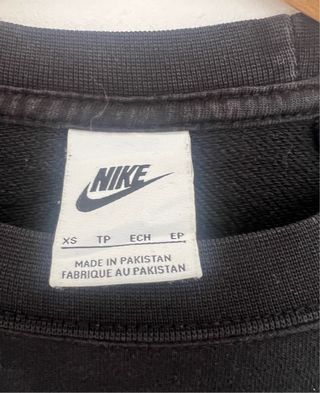 NIKE
XS TP ECH EP
MADE IN PAKISTAN
FABRIQUE AU PAKISTAN